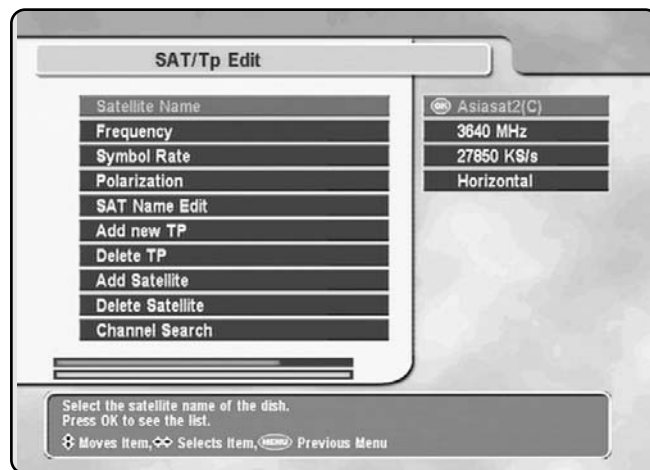 SAT/Tp Edit
Satellite Name
OK Asiasat2(C)
Frequency
3640 MHz
Symbol Rate
27850 KS/s
Polarization
Horizontal
SAT Name Edit
Add new TP
Delete TP
Add Satellite
Delete Satellite
Channel Search
Select the satellite name of the dish.
Press OK to see the list.
Moves Item, Selects Item, MENU Previous Menu